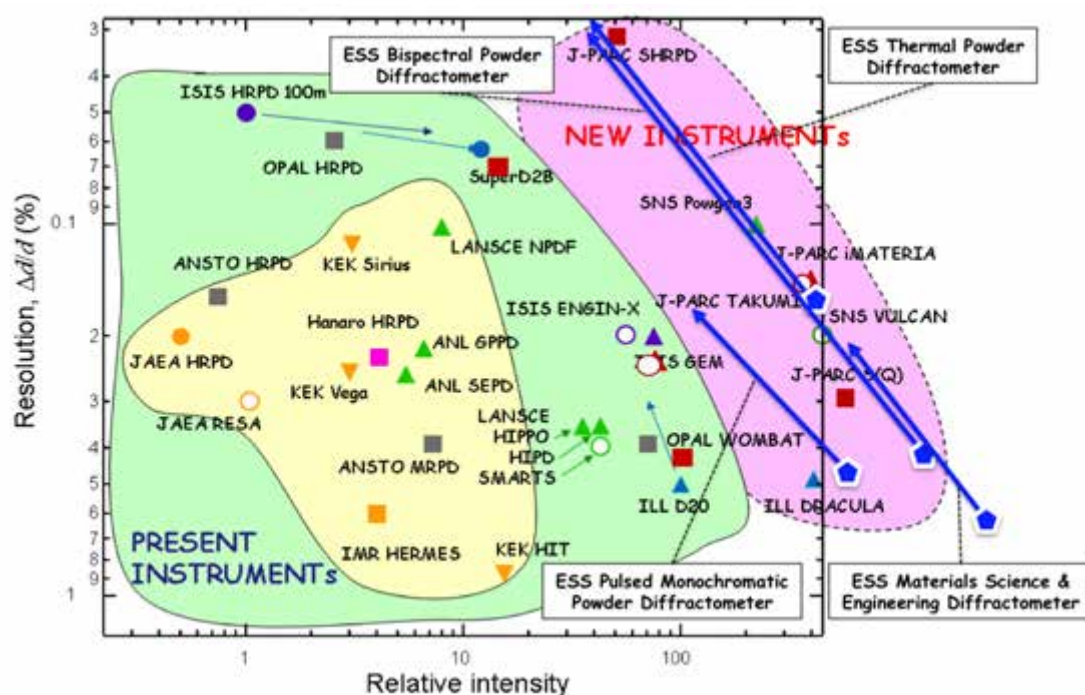 3
ESS Bispectral Powder
Diffractometer
J-PARC SHRPD
ESS Thermal Powder
Diffractometer
4
ISIS HRPD 100m
5
6
NEW INSTRUMENTs
OPAL HRPD
7
SuperD2B
8
9
SNS Powgen3
0.1
LANSCE NPDF
KEK Sirius
ANSTO HRPD
J-PARC iMATERIA
J-PARC TAKUMI
ISIS ENGIN-X
SNS VULCAN
Hanaro HRPD
2
ANL GPPD
JAEA HRPD
ISIS GEM
J-PARC S(Q)
KEK Vega
ANL SEPD
3
JAEA RESA
LANSCE
HIPPO
OPAL WOMBAT
4
ANSTO MRPD
HIPD
SMARTS
5
ILL D20
ILL DRACULA
6
PRESENT
INSTRUMENTs
IMR HERMES
KEK HIT
7
8
9
ESS Pulsed Monochromatic
Powder Diffractometer
ESS Materials Science &
Engineering Diffractometer
1
Resolution, Δd/d (%)
1
10
100
Relative intensity